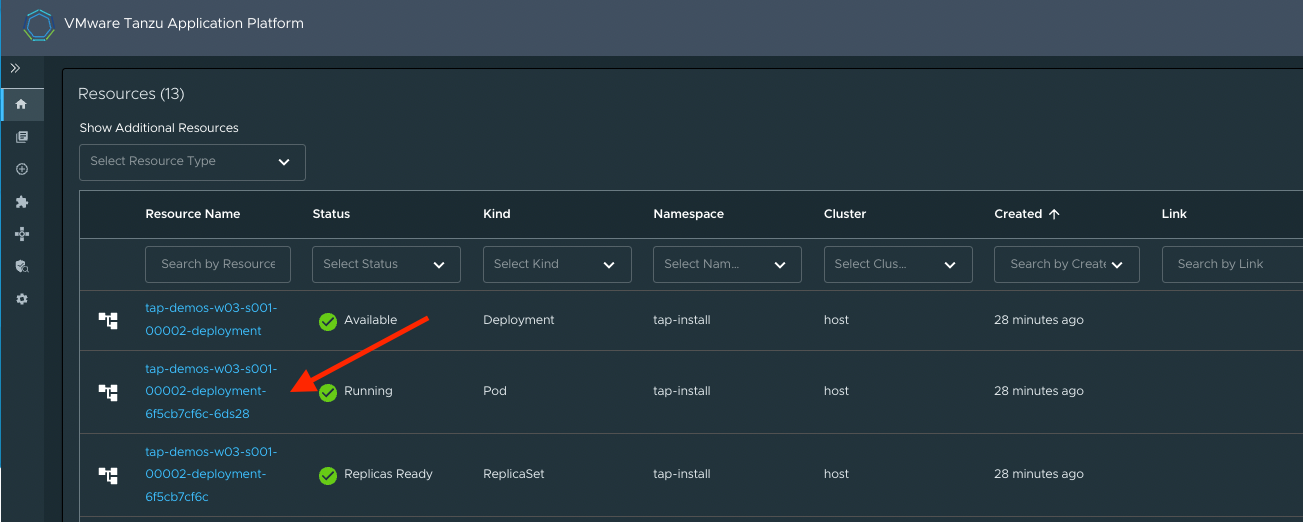 VMware Tanzu Application Platform
Resources (13)
Show Additional Resources
Select Resource Type
Resource Name Status Kind Namespace Cluster Created Link
Search by Resource Select Status Select Kind Select Nam... Select Clus... Search by Create Search by Link
tap-demos-w03-s001-
00002-deployment
Available Deployment tap-install host 28 minutes ago
tap-demos-w03-s001-
00002-deployment-
6f5cb7cf6c-6ds28
Running Pod tap-install host 28 minutes ago
tap-demos-w03-s001-
00002-deployment-
6f5cb7cf6c
Replicas Ready ReplicaSet tap-install host 28 minutes ago